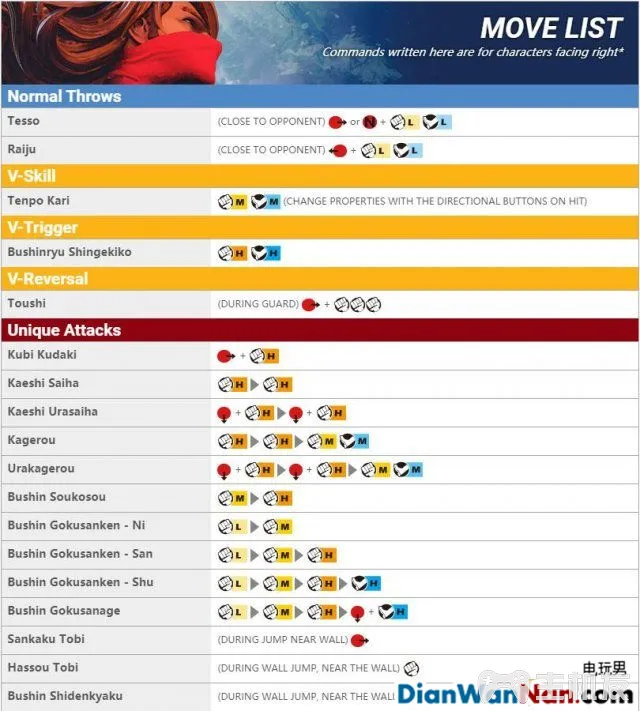 MOVE LIST
Commands written here are for characters facing right*
Normal Throws
Tesso (CLOSE TO OPPONENT) or N + L L
Raiju (CLOSE TO OPPONENT) + L L
V-Skill
Tenpo Kari M M (CHANGE PROPERTIES WITH THE DIRECTIONAL BUTTONS ON HIT)
V-Trigger
Bushinryu Shingekiko H H
V-Reversal
Toushi (DURING GUARD) +
Unique Attacks
Kubi Kudaki + H
Kaeshi Saiha H H
Kaeshi Urasaiha + H + H
Kagerou H H M M
Urakagerou + H + H M M
Bushin Soukosou M H
Bushin Gokusanken - Ni L M
Bushin Gokusanken - San L M H
Bushin Gokusanken - Shu L M H H
Bushin Gokusanage L M H + H
Sankaku Tobi (DURING JUMP NEAR WALL)
Hassou Tobi (DURING WALL JUMP, NEAR THE WALL) 电玩男
Bushin Shidenkyaku (DURING WALL JUMP, NEAR THE WALL
DianWanNan.com